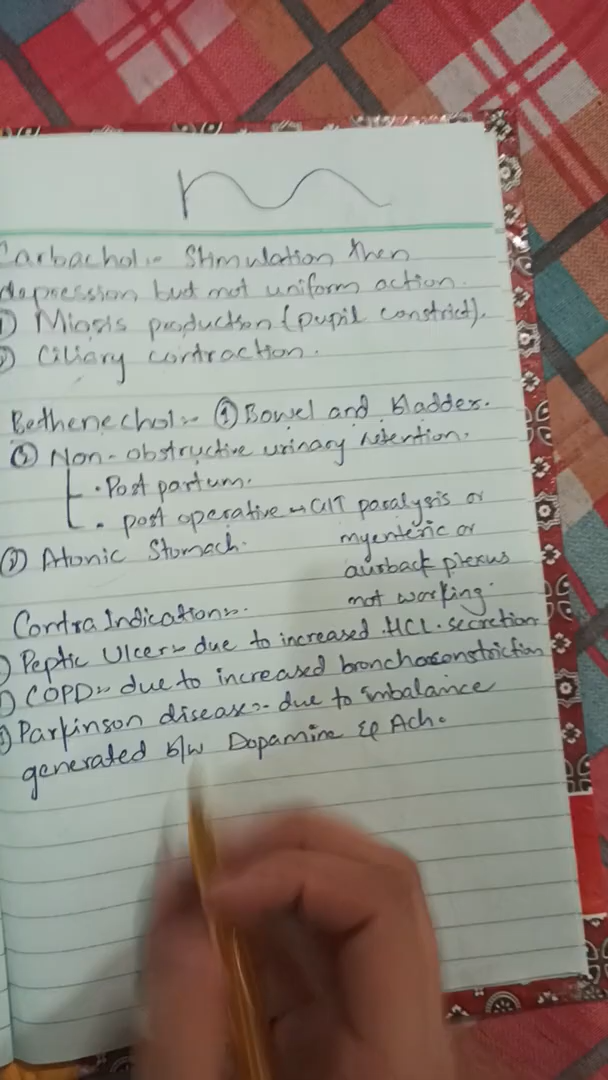 Carbachol:- Stimulation then
depression but not uniform action.
① Miosis production (pupil constrict).
② Ciliary contraction.
Bethenechol:- ① Bowel and bladder.
② Non-obstructive urinary retention.
• Post partum.
• post operative → GIT paralysis or
myenteric or
③ Atonic Stomach.
aurback plexus
not working.
Contra Indication:-
① Peptic Ulcer:- due to increased HCl secretion
② COPD:- due to increased bronchoconstriction
③ Parkinson disease:- due to imbalance
generated b/w Dopamine & Ach.